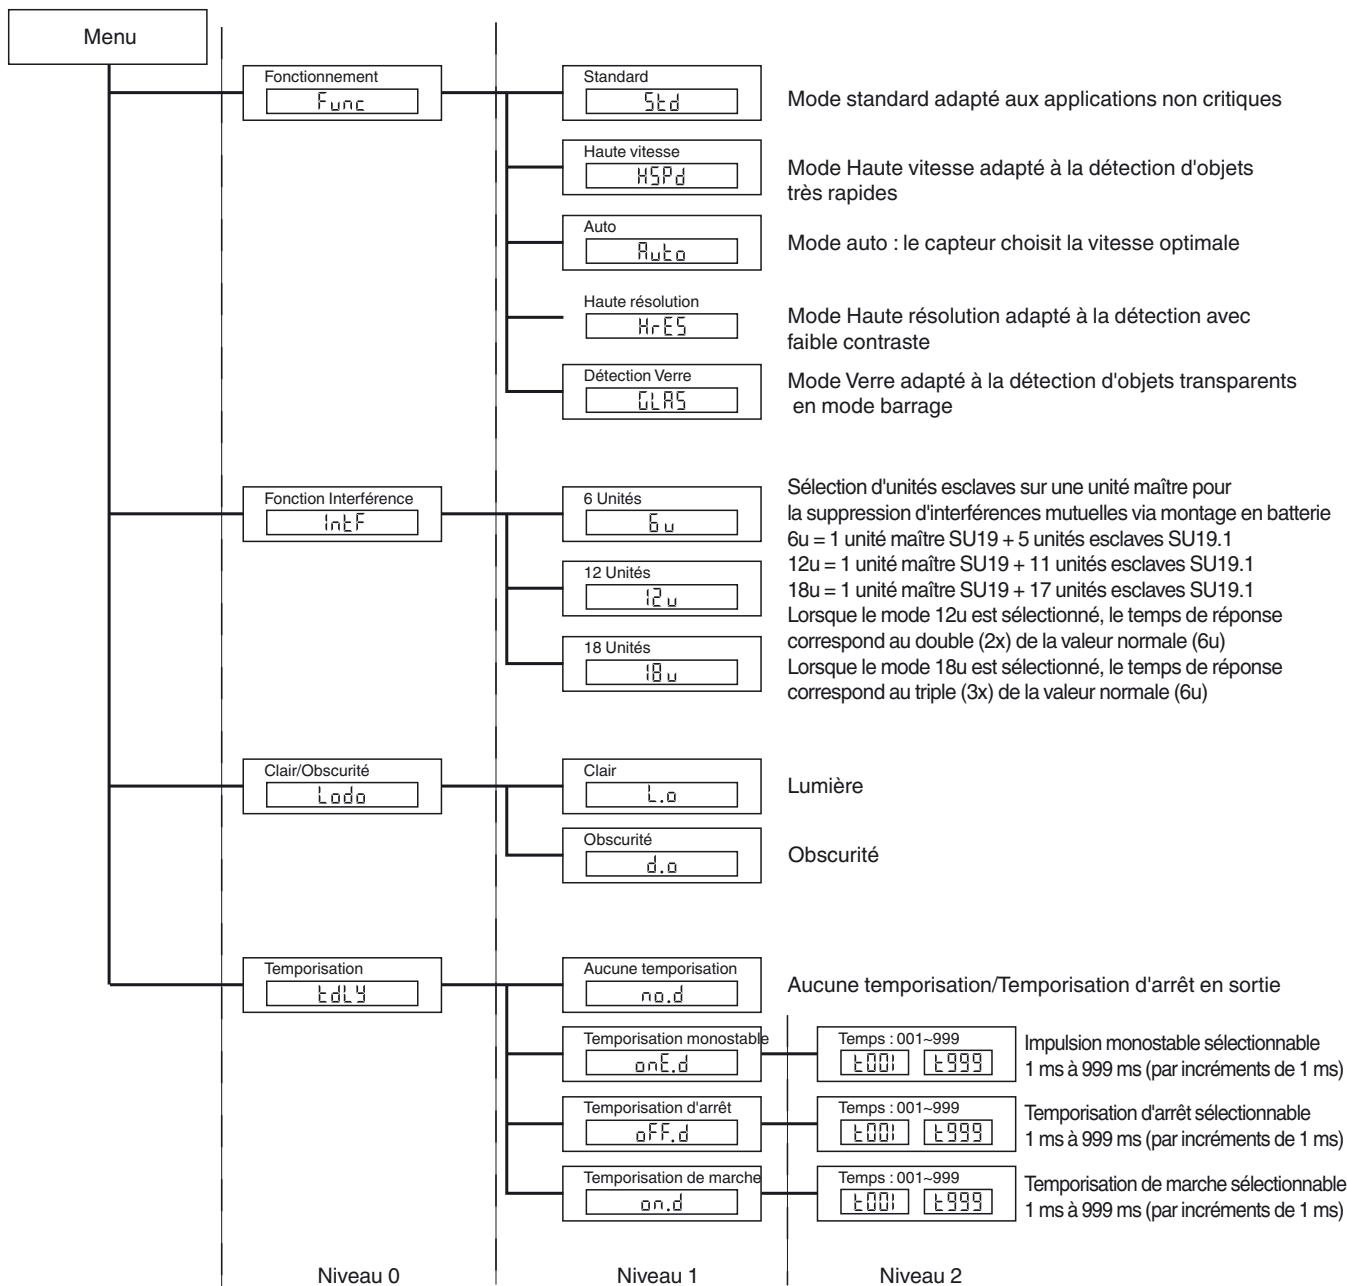 Menu
Fonctionnement
Func
Standard
Std
Mode standard adapté aux applications non critiques
Haute vitesse
HSPd
Mode Haute vitesse adapté à la détection d'objets
très rapides
Auto
Auto
Mode auto : le capteur choisit la vitesse optimale
Haute résolution
HrES
Mode Haute résolution adapté à la détection avec
faible contraste
Détection Verre
GLAS
Mode Verre adapté à la détection d'objets transparents
en mode barrage
Fonction Interférence
IntF
6 Unités
6u
12 Unités
12u
18 Unités
18u
Sélection d'unités esclaves sur une unité maître pour
la suppression d'interférences mutuelles via montage en batterie
6u = 1 unité maître SU19 + 5 unités esclaves SU19.1
12u = 1 unité maître SU19 + 11 unités esclaves SU19.1
18u = 1 unité maître SU19 + 17 unités esclaves SU19.1
Lorsque le mode 12u est sélectionné, le temps de réponse
correspond au double (2x) de la valeur normale (6u)
Lorsque le mode 18u est sélectionné, le temps de réponse
correspond au triple (3x) de la valeur normale (6u)
Clair/Obscurité
Lodo
Clair
L.o
Lumière
Obscurité
d.o
Obscurité
Temporisation
tdLY
Aucune temporisation
no.d
Aucune temporisation/Temporisation d'arrêt en sortie
Temporisation monostable
onE.d
Temps : 001~999
t001 t999
Impulsion monostable sélectionnable
1 ms à 999 ms (par incréments de 1 ms)
Temporisation d'arrêt
oFF.d
Temps : 001~999
t001 t999
Temporisation d'arrêt sélectionnable
1 ms à 999 ms (par incréments de 1 ms)
Temporisation de marche
on.d
Temps : 001~999
t001 t999
Temporisation de marche sélectionnable
1 ms à 999 ms (par incréments de 1 ms)
Niveau 0 Niveau 1 Niveau 2